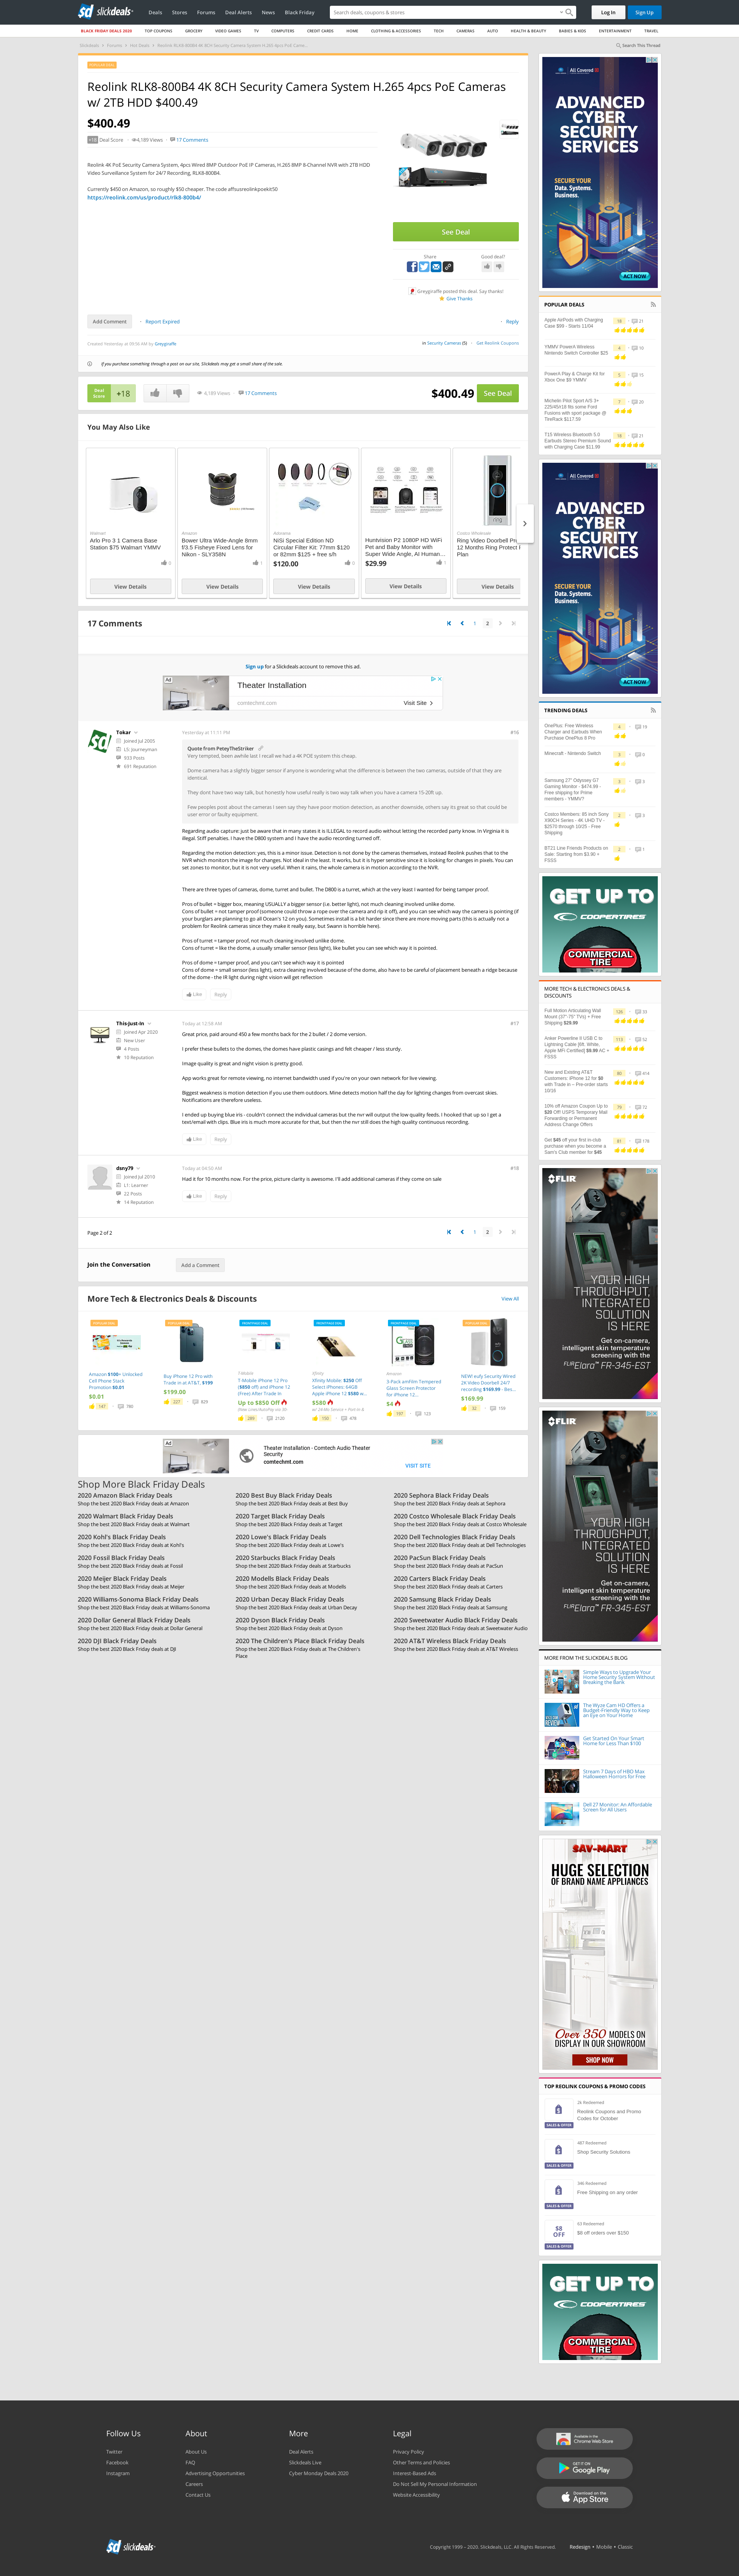 slickdeals
Deals Stores Forums Deal Alerts News Black Friday
Search deals, coupons & stores
Log In
Sign Up
BLACK FRIDAY DEALS 2020 TOP COUPONS GROCERY VIDEO GAMES TV COMPUTERS CREDIT CARDS HOME CLOTHING & ACCESSORIES TECH CAMERAS AUTO HEALTH & BEAUTY BABIES & KIDS ENTERTAINMENT TRAVEL
Slickdeals Forums Hot Deals Reolink RLK8-800B4 4K 8CH Security Camera System H.265 4pcs PoE Came...
Search This Thread
Reolink RLK8-800B4 4K 8CH Security Camera System H.265 4pcs PoE Cameras
w/ 2TB HDD $400.49
$400.49
+18 Deal Score 4,189 Views 17 Comments
Reolink 4K PoE Security Camera System, 4pcs Wired 8MP Outdoor PoE IP Cameras, H.265 8MP 8-Channel NVR with 2TB HDD
Video Surveillance System for 24/7 Recording, RLK8-800B4.
Currently $450 on Amazon, so roughly $50 cheaper. The code affsusreolinkpoekit50
https://reolink.com/us/product/rlk8-800b4/
See Deal
Share
Good deal?
Greygiraffe posted this deal. Say thanks!
Give Thanks
Add Comment
Report Expired
Reply
Created Yesterday at 09:56 AM by Greygiraffe
in Security Cameras (5) Get Reolink Coupons
If you purchase something through a post on our site, Slickdeals may get a small share of the sale.
Deal
Score
+18
4,189 Views 17 Comments
$400.49
See Deal
You May Also Like
Walmart
Arlo Pro 3 1 Camera Base
Station $75 Walmart YMMV
0
View Details
Amazon
Bower Ultra Wide-Angle 8mm
f/3.5 Fisheye Fixed Lens for
Nikon - SLY358N
1
View Details
Adorama
NiSi Special Edition ND
Circular Filter Kit: 77mm $120
or 82mm $125 + free s/h
$120.00
0
View Details
Huntvision P2 1080P HD WiFi
Pet and Baby Monitor with
Super Wide Angle, AI Human...
$29.99
1
View Details
Costco Wholesale
Ring Video Doorbell Pr
12 Months Ring Protect
Plan
View Details
17 Comments
1 2
Sign up for a Slickdeals account to remove this ad.
Ad
Theater Installation
comtechmt.com
Visit Site
Tokar
Joined Jul 2005
L5: Journeyman
933 Posts
691 Reputation
Yesterday at 11:11 PM
#16
Quote from PeteyTheStriker
Very tempted, been awhile last I recall we had a 4K POE system this cheap.
Dome camera has a slightly bigger sensor if anyone is wondering what the difference is between the two cameras, outside of that they are
identical.
They dont have two way talk, but honestly how useful really is two way talk when you have a camera 15-20ft up.
Few peoples post about the cameras I seen say they have poor motion detection, as an another downside, others say its great so that could be
user error or faulty equipment.
Regarding audio capture: just be aware that in many states it is ILLEGAL to record audio without letting the recorded party know. In Virginia it is
illegal. Stiff penalties. I have the D800 system and I have the audio recording traid off.
Regarding the motion detection: yes, this is a minor issue. Detection is not done by the cameras themselves, instead Reolink pushes that to the
NVR which monitors the image for changes. Not ideal in the least. It works, but it is hyper sensitive since it is looking for changes in pixels. You can
set zones to monitor, but it is not very useful. When it rains, the whole camera is in motion according to the NVR.
There are three types of cameras, dome, turret and bullet. The D800 is a turret, which at the very least I wanted for being tamper proof.
Pros of bullet = bigger box, meaning USUALLY a bigger sensor (i.e. better light), not much cleaning involved unlike dome.
Cons of bullet = not tamper proof (someone could throw a rope over the camera and rip it off), and you can see which way the camera is pointing (if
your burglars are planning to go all Ocean's 12 on you). Sometimes install is a bit harder since there are more moving parts (this is actually not a
problem for Reolink cameras since they make it really easy, but Swann is horrible here).
Pros of turret = tamper proof, not much cleaning involved unlike dome.
Cons of turret = like the dome, a usually smaller sensor (less light), like bullet you can see which way it is pointed.
Pros of dome = tamper proof, and you can't see which way it is pointed
Cons of dome = small sensor (less light), extra cleaning involved because of the dome, also have to be careful of placement beneath a ridge because
of the dome - the IR light during night vision will get reflection
Like Reply
This-Just-In
Joined Apr 2020
New User
4 Posts
10 Reputation
Today at 12:58 AM
#17
Great price, paid around 450 a few months back for the 2 bullet / 2 dome version.
I prefer these bullets to the domes, which have plastic casings and felt cheaper / less sturdy.
Image quality is great and night vision is pretty good.
App works great for remote viewing, no internet bandwidth used if you're on your own network for live viewing.
Biggest weakness is motion detection if you use them outdoors. Mine detects motion half the day for lighting changes from overcast skies.
Notifications are therefore useless.
I ended up buying blue iris - couldn't connect the individual cameras but the nvr will output the low quality feeds. I hooked that up so I get a
text/email with clips. Blue iris is much more accurate for that, but you kinda lose out on the nvr forwarding or permanent high quality continuous
recording.
Like Reply
dsny79
Joined Jul 2010
L1: Learner
22 Posts
14 Reputation
Today at 04:50 AM
#18
Had it for 10 months now. For the price, picture clarity is awesome. I'll add additional cameras if they come on sale
Like Reply
Page 2 of 2
1 2
Join the Conversation
Add a Comment
More Tech & Electronics Deals & Discounts
View All
Amazon $100+ Unlocked
Cell Phone Stack
Promotion $0.01
$0.01
147 780
Buy iPhone 12 Pro with
Trade in at AT&T, $199
$199.00
227 829
T-Mobile
T-Mobile iPhone 12 Pro
($850 off) and iPhone 12
(Free) After Trade In
Up to $850 Off
289 2120
Xfinity
Xfinity Mobile: $250 Off
Select iPhones: 64GB
Apple iPhone 12 $580 w...
$580
150 476
Amazon
3-Pack amFilm Tempered
Glass Screen Protector
for iPhone 12...
$4
197 122
NEW! eufy Security Wired
2K Video Doorbell 24/7
recording $169.99 - Bes...
$169.99
32 159
Ad
Theater Installation - Comtech Audio Theater
Security
comtechmt.com
VISIT SITE
Shop More Black Friday Deals
2020 Amazon Black Friday Deals
Shop the best 2020 Black Friday deals at Amazon
2020 Best Buy Black Friday Deals
Shop the best 2020 Black Friday deals at Best Buy
2020 Sephora Black Friday Deals
Shop the best 2020 Black Friday deals at Sephora
2020 Walmart Black Friday Deals
Shop the best 2020 Black Friday deals at Walmart
2020 Target Black Friday Deals
Shop the best 2020 Black Friday deals at Target
2020 Costco Wholesale Black Friday Deals
Shop the best 2020 Black Friday deals at Costco Wholesale
2020 Kohl's Black Friday Deals
Shop the best 2020 Black Friday deals at Kohl's
2020 Lowe's Black Friday Deals
Shop the best 2020 Black Friday deals at Lowe's
2020 Dell Technologies Black Friday Deals
Shop the best 2020 Black Friday deals at Dell Technologies
2020 Fossil Black Friday Deals
Shop the best 2020 Black Friday deals at Fossil
2020 Starbucks Black Friday Deals
Shop the best 2020 Black Friday deals at Starbucks
2020 PacSun Black Friday Deals
Shop the best 2020 Black Friday deals at PacSun
2020 Meijer Black Friday Deals
Shop the best 2020 Black Friday deals at Meijer
2020 Modells Black Friday Deals
Shop the best 2020 Black Friday deals at Modells
2020 Carters Black Friday Deals
Shop the best 2020 Black Friday deals at Carters
2020 Williams-Sonoma Black Friday Deals
Shop the best 2020 Black Friday deals at Williams-Sonoma
2020 Urban Decay Black Friday Deals
Shop the best 2020 Black Friday deals at Urban Decay
2020 Samsung Black Friday Deals
Shop the best 2020 Black Friday deals at Samsung
2020 Dollar General Black Friday Deals
Shop the best 2020 Black Friday deals at Dollar General
2020 Dyson Black Friday Deals
Shop the best 2020 Black Friday deals at Dyson
2020 Sweetwater Audio Black Friday Deals
Shop the best 2020 Black Friday deals at Sweetwater Audio
2020 DJI Black Friday Deals
Shop the best 2020 Black Friday deals at DJI
2020 The Children's Place Black Friday Deals
Shop the best 2020 Black Friday deals at The Children's
Place
2020 AT&T Wireless Black Friday Deals
Shop the best 2020 Black Friday deals at AT&T Wireless
All Covered
ADVANCED
CYBER
SECURITY
SERVICES
SECURE YOUR
Data. Systems.
Business.
ACT NOW
POPULAR DEALS
Apple AirPods with Charging
Case $99 - Starts 11/04
21
YMMV PowerA Wireless
Nintendo Switch Controller $25
4 10
PowerA Play & Charge Kit for
Xbox One $9 YMMV
5 15
Michelin Pilot Sport A/S 3+
225/45/r18 fits some Ford
Fusions with sport package @
TireRack $117.59
7 20
T10 Wireless Bluetooth 5.0
Earbuds Stereo Premium Sound
with Charging Case $11.99
21
All Covered
ADVANCED
CYBER
SECURITY
SERVICES
SECURE YOUR
Data. Systems.
Business.
ACT NOW
TRENDING DEALS
OnePlus: Free Wireless
Charger and Earbuds When
Purchase OnePlus 8 Pro
4 19
Minecraft - Nintendo Switch
3 0
Samsung 27" Odyssey G7
Gaming Monitor - $474.99 -
Free shipping for Prime
members - YMMV?
3 3
Costco Members: 85 inch Sony
X90CH Series - 4K UHD TV -
$2570 through 10/25 - Free
Shipping
2 3
BT21 Line Friends Products on
Sale: Starting from $3.90 +
FSSS
2 1
GET UP TO
COOPERTIRES
COMMERCIAL
TIRE
MORE TECH & ELECTRONICS DEALS &
DISCOUNTS
Full Motion Articulating Wall
Mount (37"-75" TVs) + Free
Shipping $29.99
126 33
Anker Powerline II USB C to
Lightning Cable [6ft, White,
Apple MFi Certified] $9.99 AC +
FSSS
113 52
New and Existing AT&T
Customers: iPhone 12 for $0
with Trade in – Pre-order starts
10/16
80 414
10% off Amazon Coupon Up to
$20 Off! USPS Temporary Mail
Forwarding or Permanent
Address Change Offers
79 72
Get $45 off your first in-club
purchase when you become a
Sam's Club member for $45
81 178
FLIR
YOUR HIGH
THROUGHPUT,
INTEGRATED
SOLUTION
IS HERE
Get on-camera,
intelligent skin temperature
screening with the
FLIR Elara™ FR-345-EST
FLIR
YOUR HIGH
THROUGHPUT,
INTEGRATED
SOLUTION
IS HERE
Get on-camera,
intelligent skin temperature
screening with the
FLIR Elara™ FR-345-EST
MORE FROM THE SLICKDEALS BLOG
Simple Ways to Upgrade Your
Home Security System Without
Breaking the Bank
The Wyze Cam HD Offers a
Budget-Friendly Way to Keep
an Eye on Your Home
Get Started On Your Smart
Home for Less Than $100
Stream 7 Days of HBO Max
Halloween Horrors for Free
Dell 27 Monitor: An Affordable
Screen for All Users
SAV-MART
HUGE SELECTION
OF BRAND NAME APPLIANCES
Over 350 MODELS ON
DISPLAY IN OUR SHOWROOM
SHOP NOW
TOP REOLINK COUPONS & PROMO CODES
2k Redeemed
Reolink Coupons and Promo
Codes for October
SALES & OFFER
487 Redeemed
Shop Security Solutions
SALES & OFFER
346 Redeemed
Free Shipping on any order
SALES & OFFER
$8
OFF
63 Redeemed
$8 off orders over $150
SALES & OFFER
GET UP TO
COOPERTIRES
COMMERCIAL
TIRE
Follow Us
Twitter
Facebook
Instagram
About
About Us
FAQ
Advertising Opportunities
Careers
Contact Us
More
Deal Alerts
Slickdeals Live
Cyber Monday Deals 2020
Legal
Privacy Policy
Other Terms and Policies
Interest-Based Ads
Do Not Sell My Personal Information
Website Accessibility
Available in the
Chrome Web Store
GET IT ON
Google Play
Download on the
App Store
slickdeals
Copyright 1999 - 2020. Slickdeals, LLC. All Rights Reserved.
Redesign • Mobile • Classic